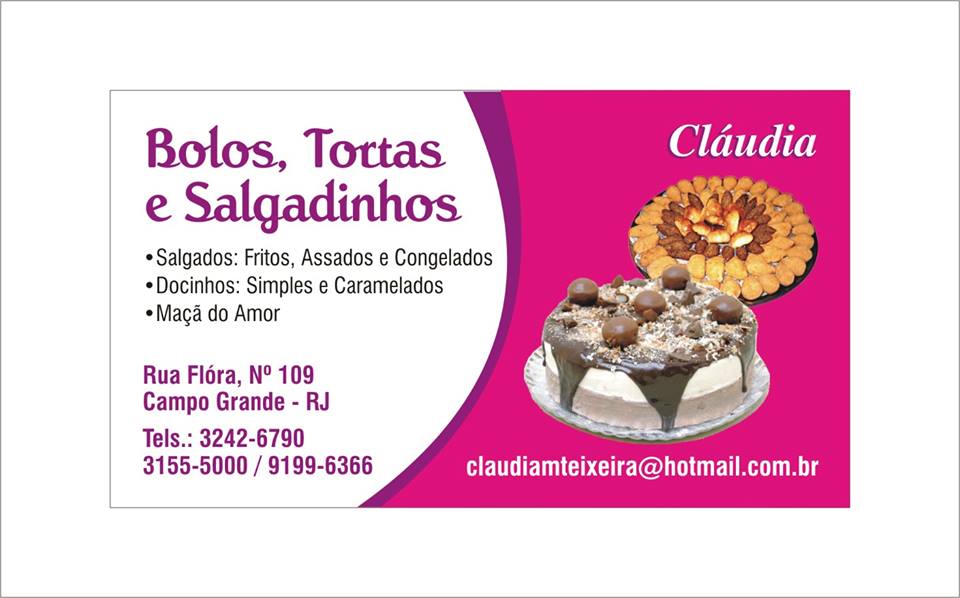 Bolos, Tortas
e Salgadinhos
•Salgados: Fritos, Assados e Congelados
•Docinhos: Simples e Caramelados
•Maçã do Amor
Rua Flóra, Nº 109
Campo Grande - RJ
Tels.: 3242-6790
3155-5000 / 9199-6366
Cláudia
claudiamteixeira@hotmail.com.br